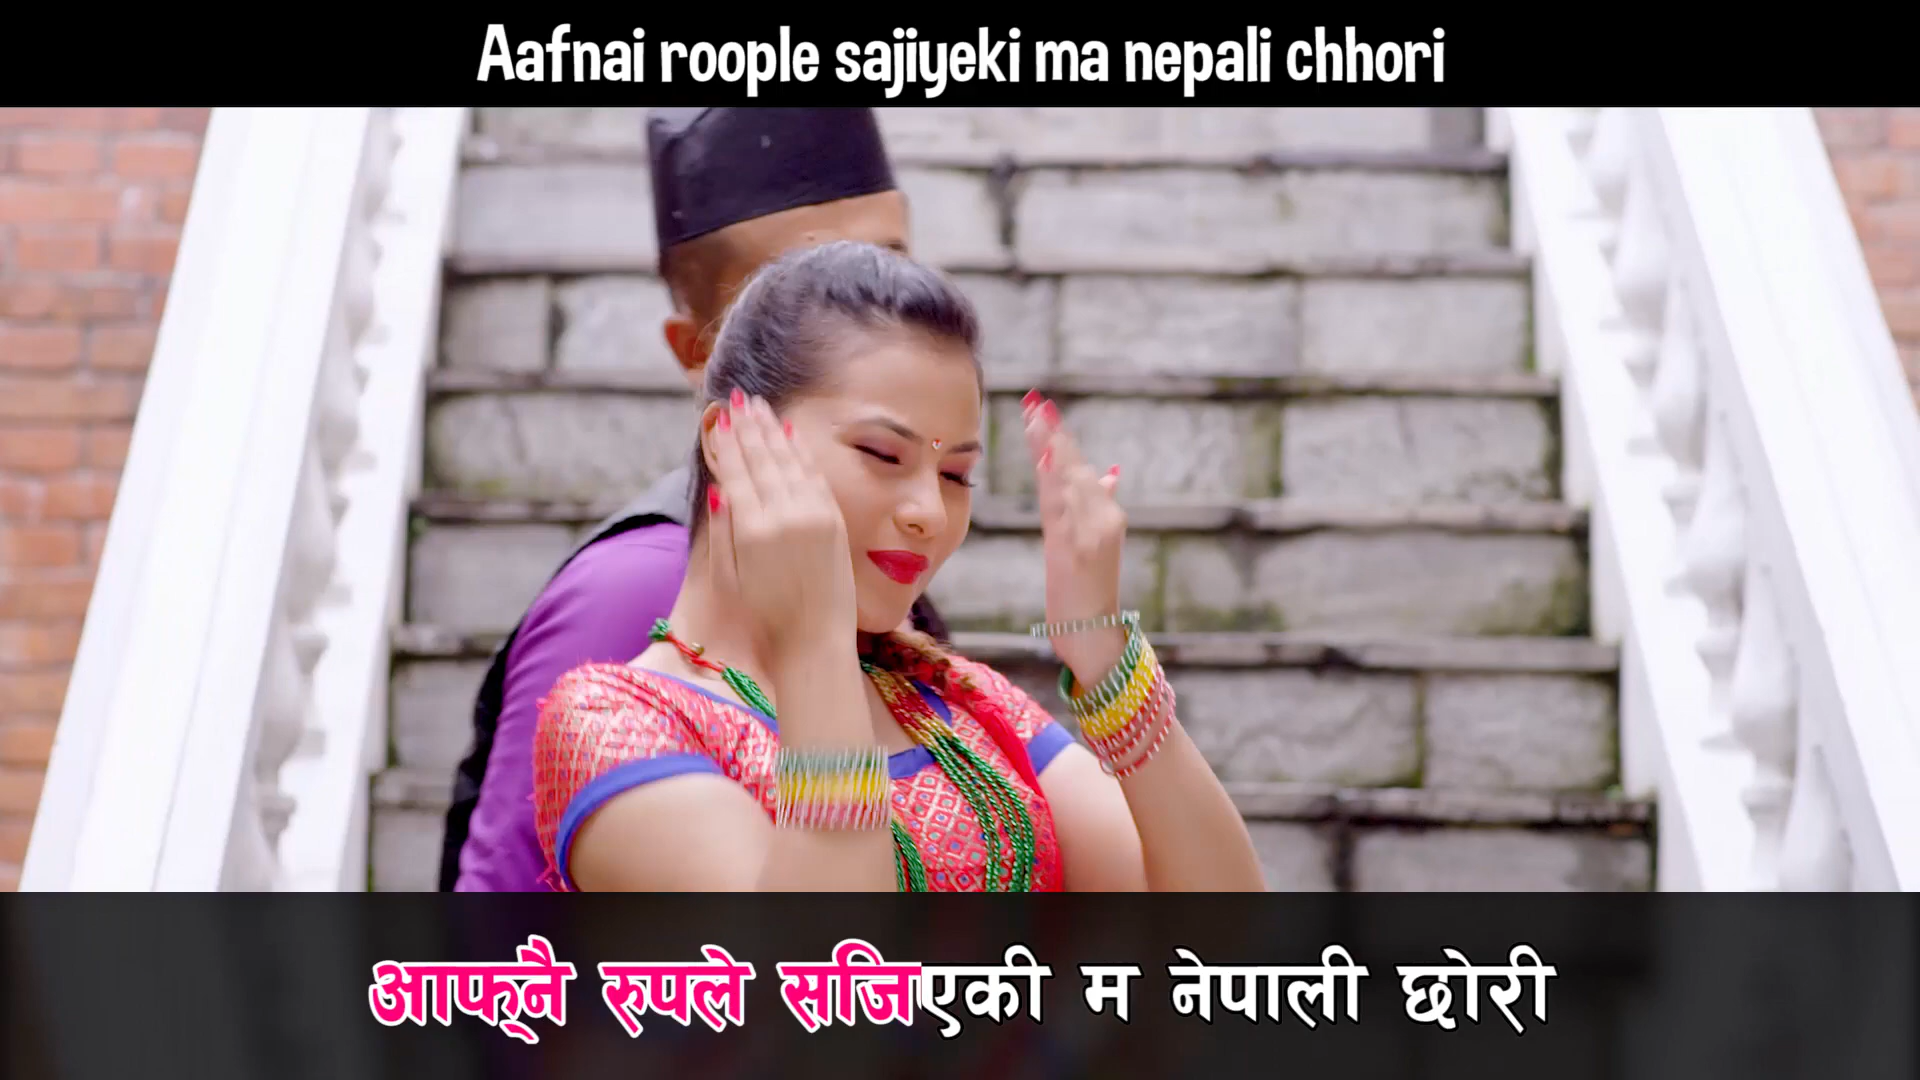 Aafnai roople sajiyeki ma nepali chhori
आफ्नै रुपले सजिएकी म नेपाली छोरी